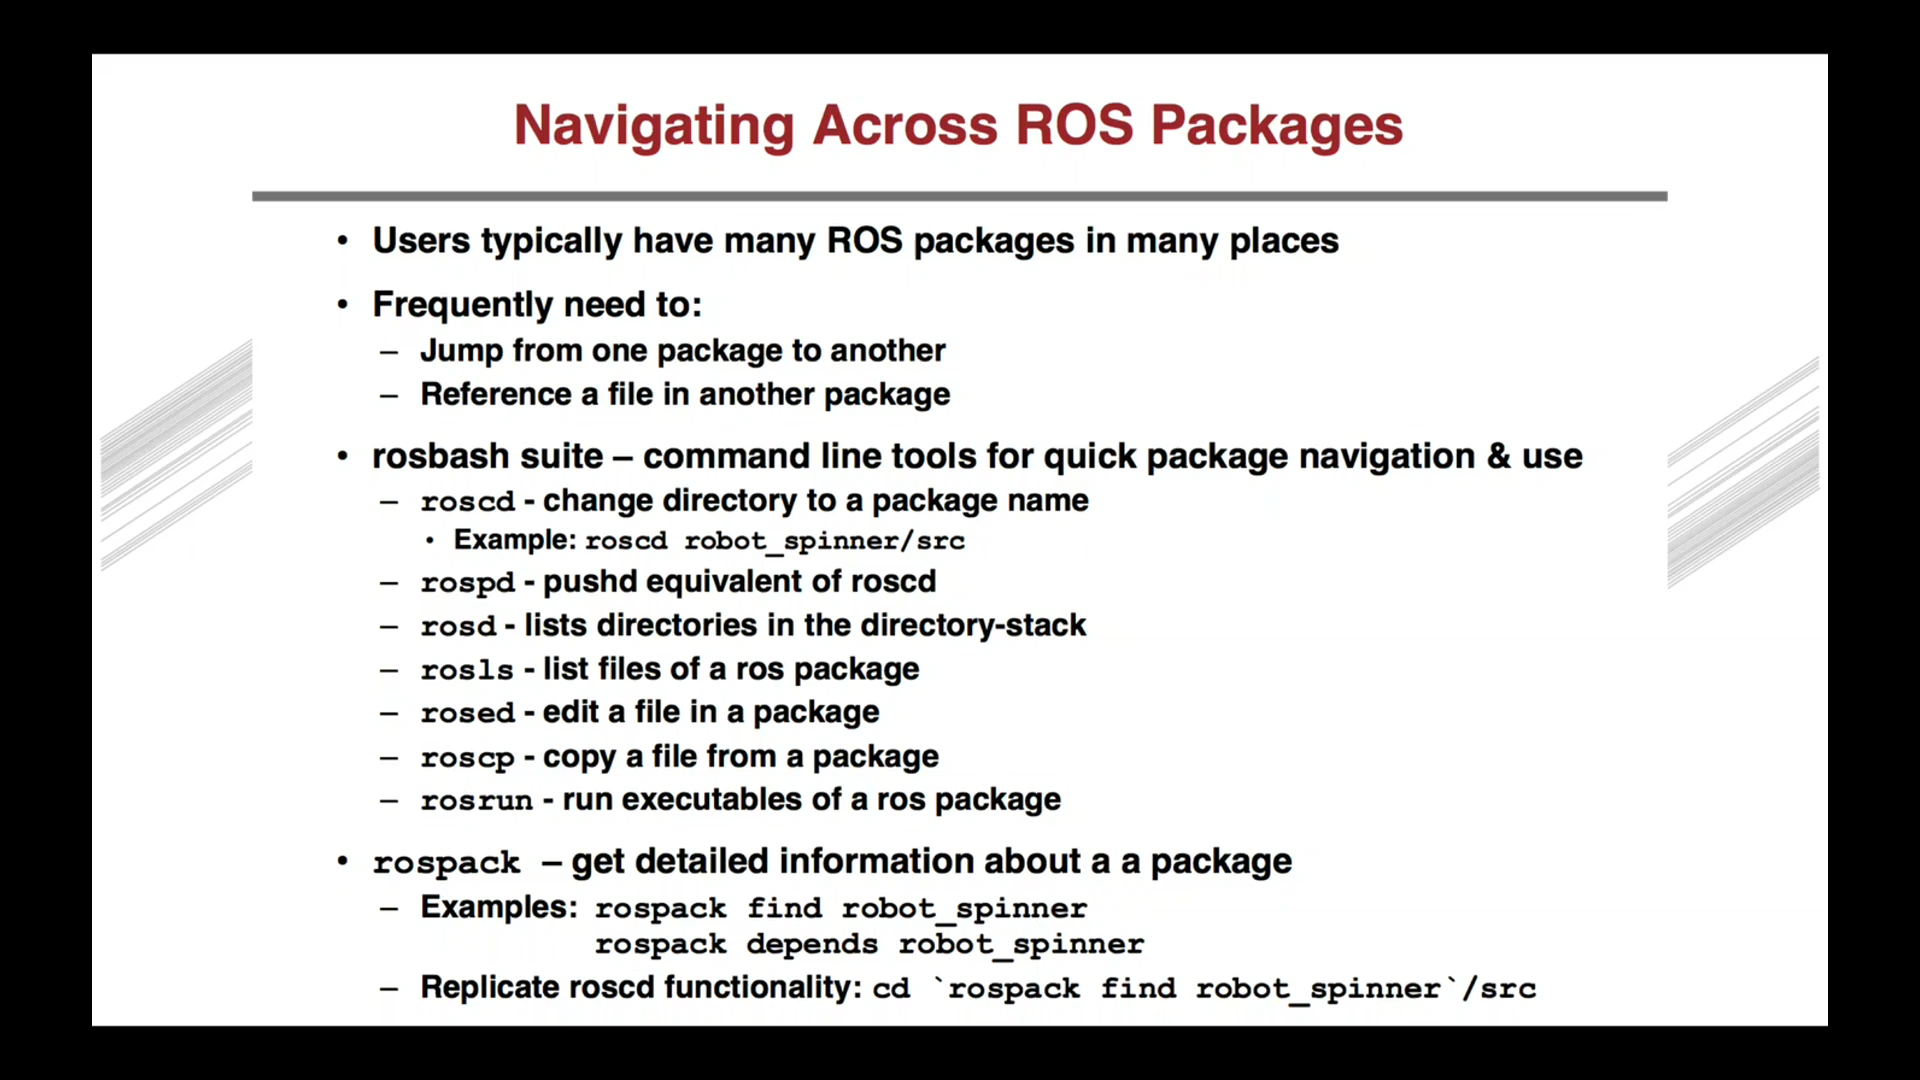 Navigating Across ROS Packages
• Users typically have many ROS packages in many places
• Frequently need to:
– Jump from one package to another
– Reference a file in another package
• rosbash suite – command line tools for quick package navigation & use
– roscd - change directory to a package name
• Example: roscd robot_spinner/src
– rospd - pushd equivalent of roscd
– rosd - lists directories in the directory-stack
– rosls - list files of a ros package
– rosed - edit a file in a package
– roscp - copy a file from a package
– rosrun - run executables of a ros package
• rospack – get detailed information about a a package
– Examples: rospack find robot_spinner
rospack depends robot_spinner
– Replicate roscd functionality: cd `rospack find robot_spinner`/src